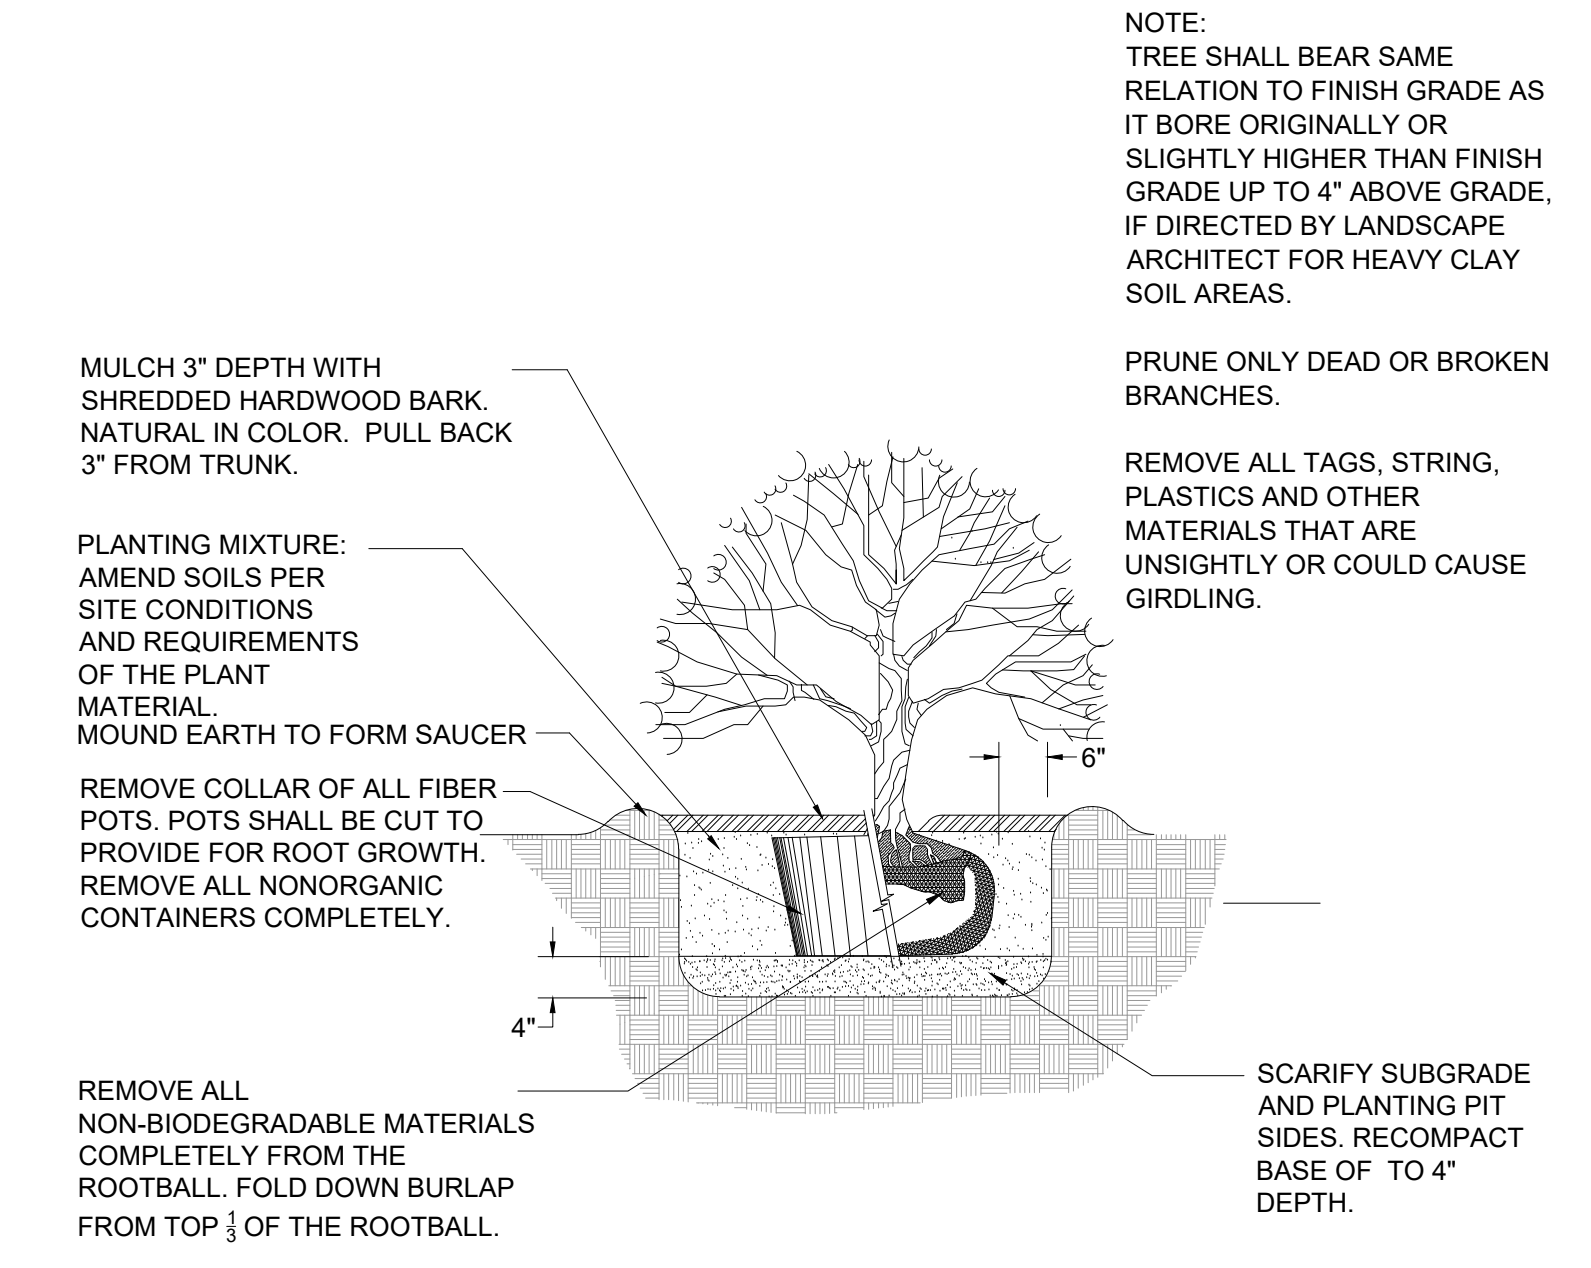 NOTE:
TREE SHALL BEAR SAME
RELATION TO FINISH GRADE AS
IT BORE ORIGINALLY OR
SLIGHTLY HIGHER THAN FINISH
GRADE UP TO 4" ABOVE GRADE,
IF DIRECTED BY LANDSCAPE
ARCHITECT FOR HEAVY CLAY
SOIL AREAS.
PRUNE ONLY DEAD OR BROKEN
BRANCHES.
REMOVE ALL TAGS, STRING,
PLASTICS AND OTHER
MATERIALS THAT ARE
UNSIGHTLY OR COULD CAUSE
GIRDLING.
MULCH 3" DEPTH WITH
SHREDDED HARDWOOD BARK.
NATURAL IN COLOR.  PULL BACK
3" FROM TRUNK.
PLANTING MIXTURE:
AMEND SOILS PER
SITE CONDITIONS
AND REQUIREMENTS
OF THE PLANT
MATERIAL.
MOUND EARTH TO FORM SAUCER
REMOVE COLLAR OF ALL FIBER
POTS. POTS SHALL BE CUT TO
PROVIDE FOR ROOT GROWTH.
REMOVE ALL NONORGANIC
CONTAINERS COMPLETELY.
6"
4"
REMOVE ALL
NON-BIODEGRADABLE MATERIALS
COMPLETELY FROM THE
ROOTBALL. FOLD DOWN BURLAP
FROM TOP 1/3 OF THE ROOTBALL.
SCARIFY SUBGRADE
AND PLANTING PIT
SIDES. RECOMPACT
BASE OF  TO 4"
DEPTH.